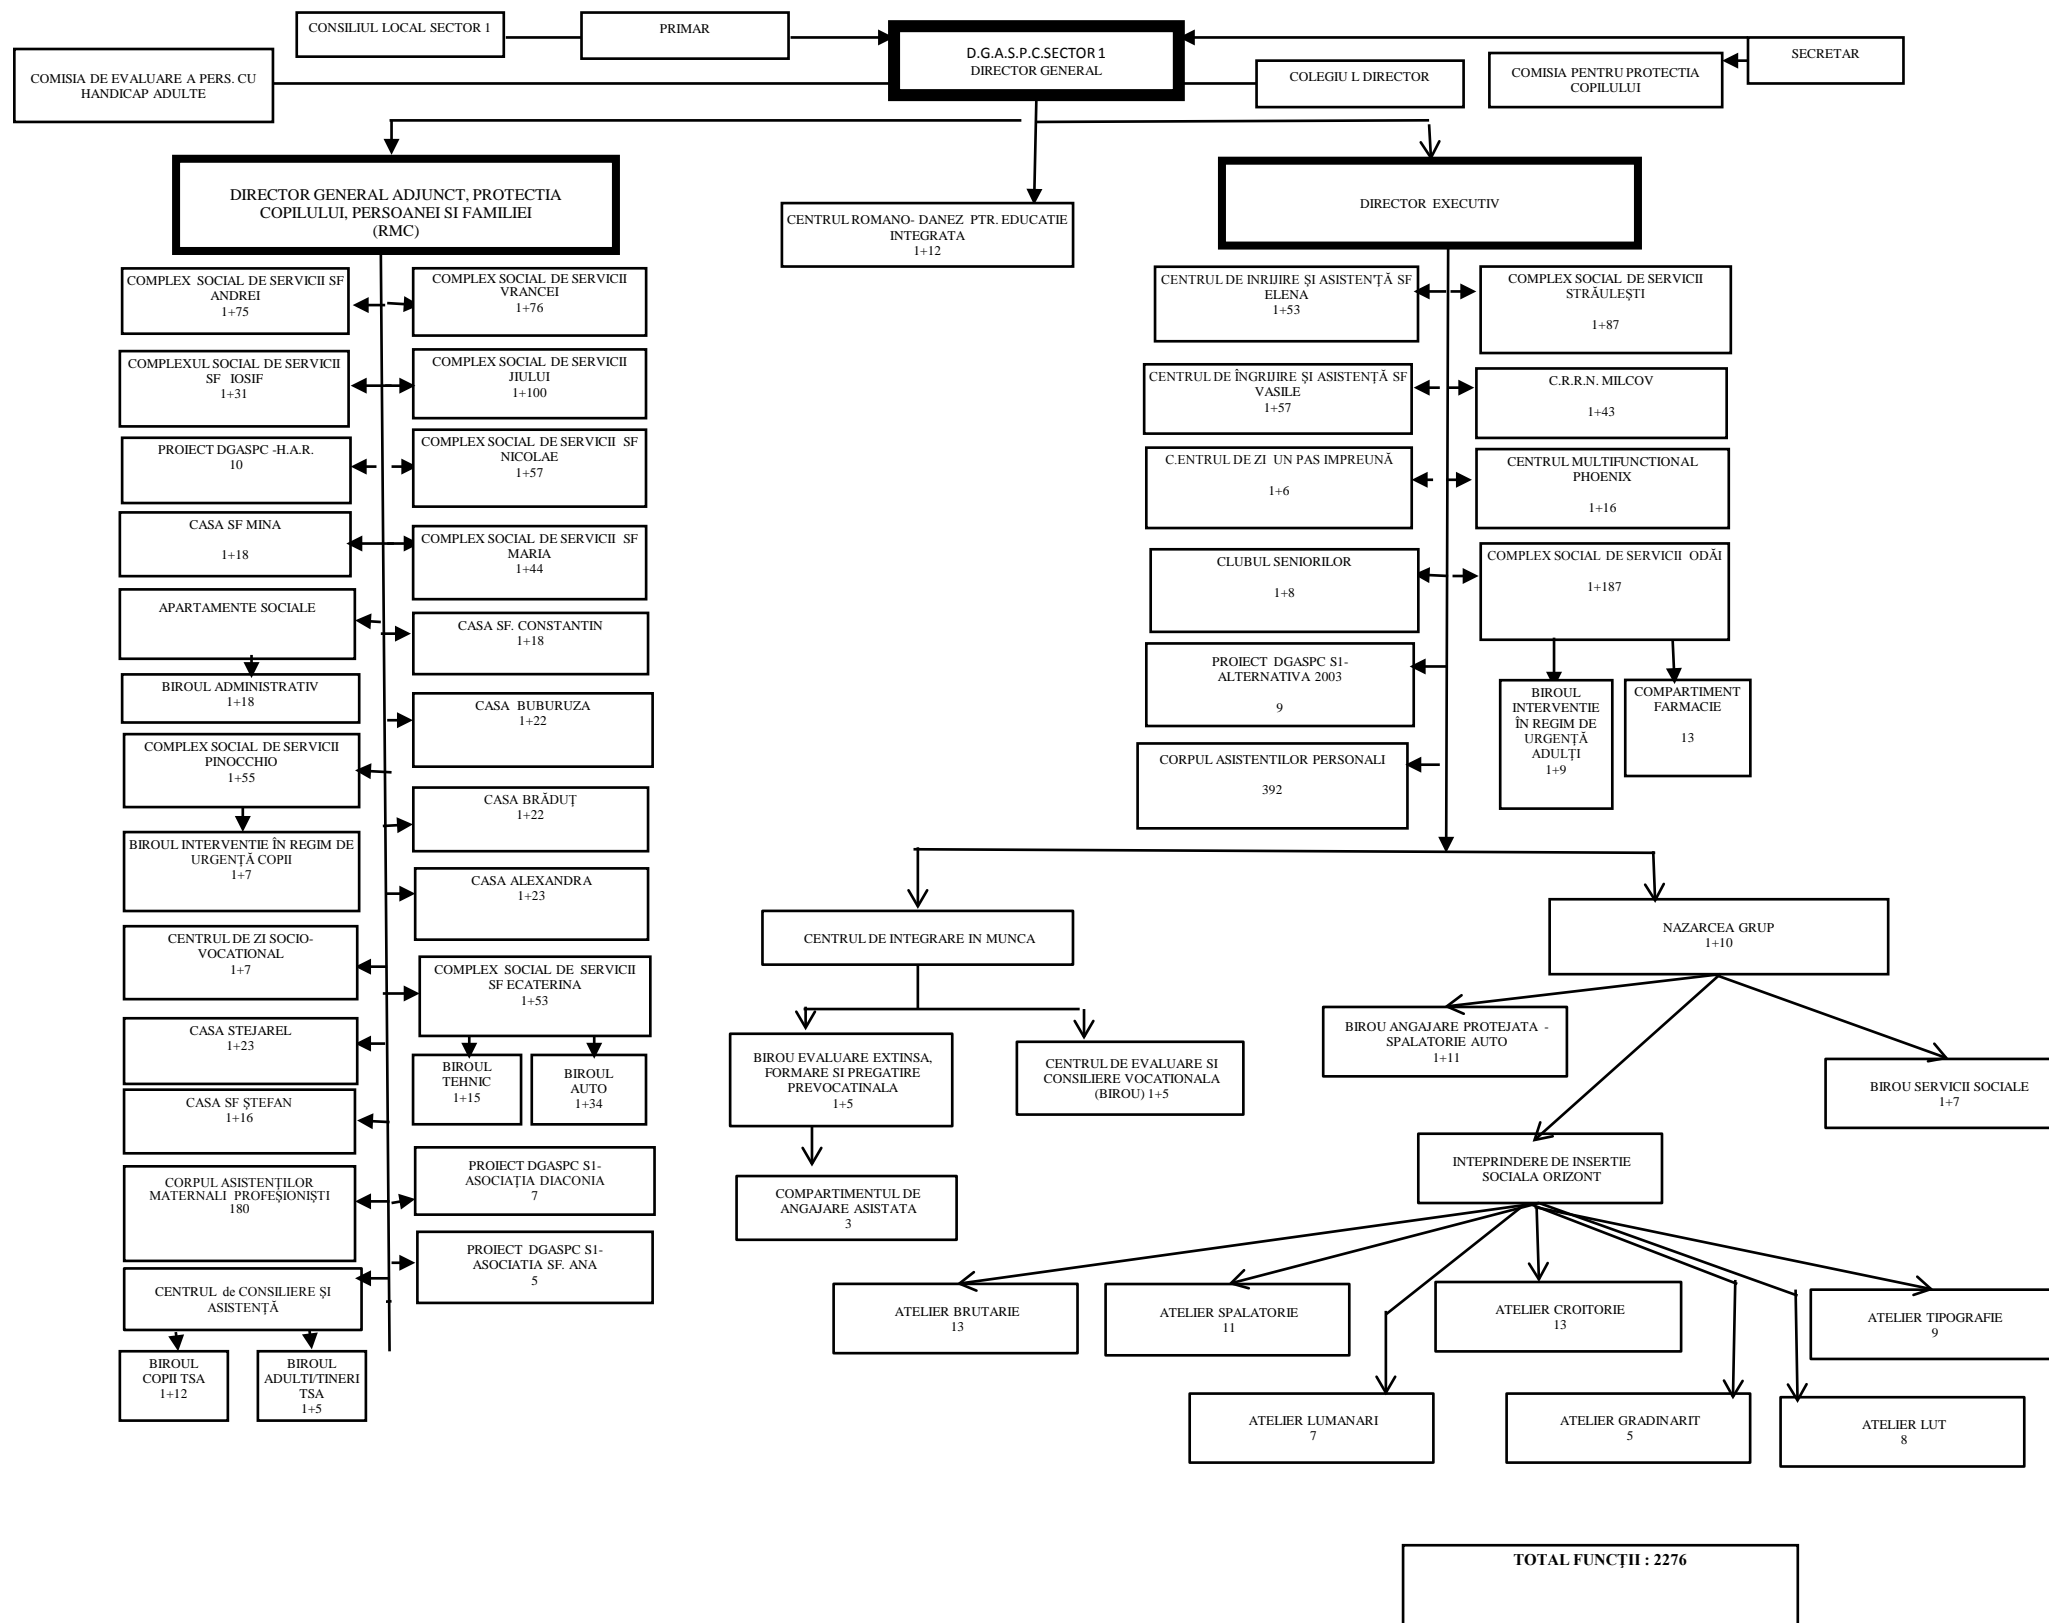 CONSILIUL LOCAL SECTOR 1
PRIMAR
D.G.A.S.P.C.SECTOR 1
DIRECTOR GENERAL
SECRETAR
COMISIA DE EVALUARE A PERS. CU
HANDICAP ADULTE
COLEGIU L DIRECTOR
COMISIA PENTRU PROTECTIA
COPILULUI
DIRECTOR GENERAL ADJUNCT, PROTECTIA
COPILULUI, PERSOANEI SI FAMILIEI
(RMC)
CENTRUL ROMANO- DANEZ PTR. EDUCATIE
INTEGRATA
1+12
DIRECTOR EXECUTIV
COMPLEX SOCIAL DE SERVICII SF
ANDREI
1+75
COMPLEX SOCIAL DE SERVICII
VRANCEI
1+76
COMPLEXUL SOCIAL DE SERVICII
SF IOSIF
1+31
COMPLEX SOCIAL DE SERVICII
JIULUI
1+100
PROIECT DGASPC -H.A.R.
10
COMPLEX SOCIAL DE SERVICII SF
NICOLAE
1+57
CASA SF MINA
1+18
COMPLEX SOCIAL DE SERVICII SF
MARIA
1+44
APARTAMENTE SOCIALE
CASA SF. CONSTANTIN
1+18
BIROUL ADMINISTRATIV
1+18
CASA BUBURUZA
1+22
COMPLEX SOCIAL DE SERVICII
PINOCCHIO
1+55
CASA BRĂDUȚ
1+22
BIROUL INTERVENTIE ÎN REGIM DE
URGENȚĂ COPII
1+7
CASA ALEXANDRA
1+23
CENTRUL DE ZI SOCIO-
VOCATIONAL
1+7
COMPLEX SOCIAL DE SERVICII
SF ECATERINA
1+53
CASA STEJAREL
1+23
BIROUL
TEHNIC
1+15
BIROUL
AUTO
1+34
CASA SF ȘTEFAN
1+16
CORPUL ASISTENȚILOR
MATERNALI PROFESIONIȘTI
180
PROIECT DGASPC S1-
ASOCIAȚIA DIACONIA
7
PROIECT DGASPC S1-
ASOCIATIA SF. ANA
5
CENTRUL de CONSILIERE ȘI
ASISTENȚĂ
BIROUL
COPII TSA
1+12
BIROUL
ADULTI/TINERI
TSA
1+5
CENTRUL DE INRIJIRE ȘI ASISTENȚĂ SF
ELENA
1+53
COMPLEX SOCIAL DE SERVICII
STRĂULEȘTI
1+87
CENTRUL DE ÎNGRIJIRE ȘI ASISTENȚĂ SF
VASILE
1+57
C.R.R.N. MILCOV
1+43
C.ENTRUL DE ZI UN PAS IMPREUNĂ
1+6
CENTRUL MULTIFUNCTIONAL
PHOENIX
1+16
CLUBUL SENIORILOR
1+8
COMPLEX SOCIAL DE SERVICII ODĂI
1+187
PROIECT DGASPC S1-
ALTERNATIVA 2003
9
BIROUL
INTERVENTIE
ÎN REGIM DE
URGENȚĂ
ADULȚI
1+9
COMPARTIMENT
FARMACIE
13
CORPUL ASISTENTILOR PERSONALI
392
CENTRUL DE INTEGRARE IN MUNCA
NAZARCEA GRUP
1+10
BIROU EVALUARE EXTINSA,
FORMARE SI PREGATIRE
PREVOCATINALA
1+5
CENTRUL DE EVALUARE SI
CONSILIERE VOCATIONALA
(BIROU) 1+5
BIROU ANGAJARE PROTEJATA -
SPALATORIE AUTO
1+11
BIROU SERVICII SOCIALE
1+7
COMPARTIMENTUL DE
ANGAJARE ASISTATA
3
INTEPRINDERE DE INSERTIE
SOCIALA ORIZONT
ATELIER BRUTARIE
13
ATELIER SPALATORIE
11
ATELIER CROITORIE
13
ATELIER TIPOGRAFIE
9
ATELIER LUMANARI
7
ATELIER GRADINARIT
5
ATELIER LUT
8
TOTAL FUNCȚII : 2276